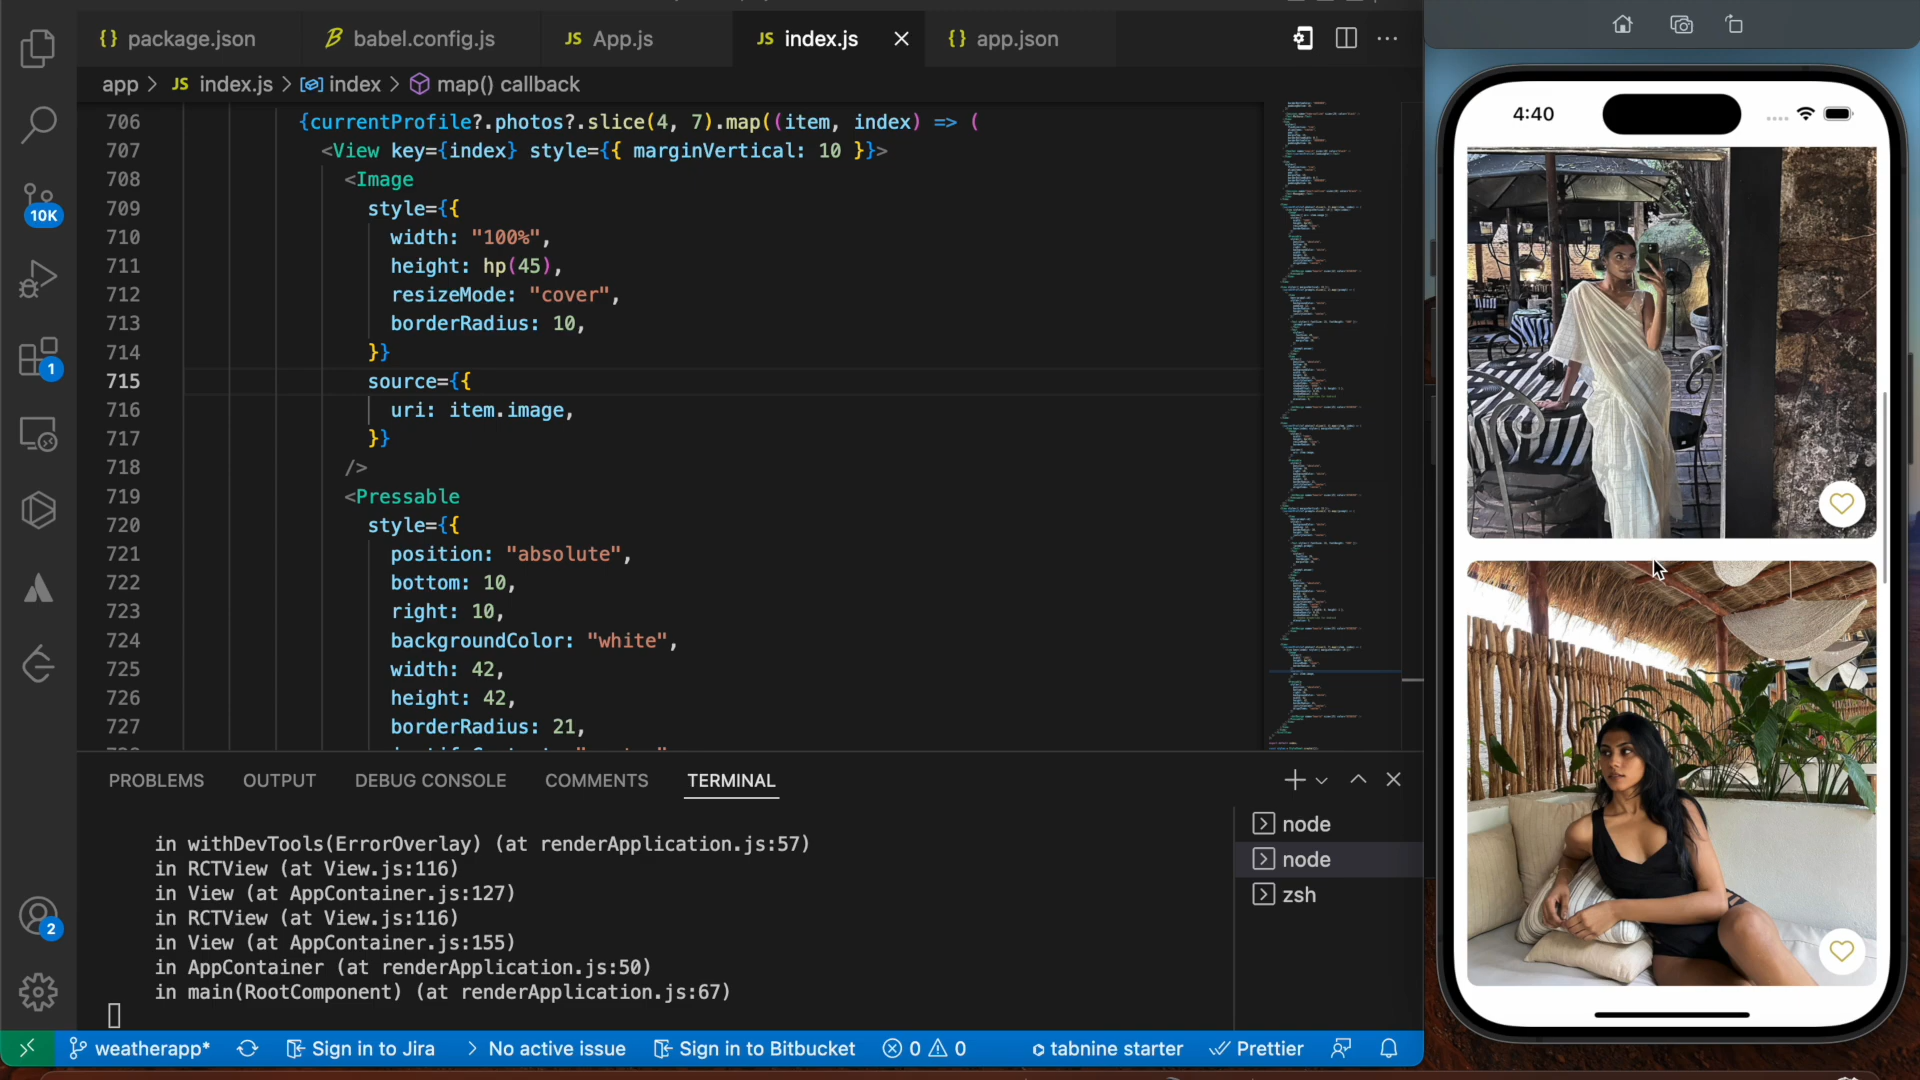 package.json
babel.config.js
JS App.js
JS index.js
app.json
app > JS index.js > index > map() callback
706 {currentProfile?.photos?.slice(4, 7).map((item, index) => (
707 <View key={index} style={{ marginVertical: 10 }}>
708 <Image
709 style={{
710 width: "100%",
711 height: hp(45),
712 resizeMode: "cover",
713 borderRadius: 10,
714 }}
715 source={{
716 uri: item.image,
717 }}
718 />
719 <Pressable
720 style={{
721 position: "absolute",
722 bottom: 10,
723 right: 10,
724 backgroundColor: "white",
725 width: 42,
726 height: 42,
727 borderRadius: 21,
10K
1
2
PROBLEMS
OUTPUT
DEBUG CONSOLE
COMMENTS
TERMINAL
in withDevTools(ErrorOverlay) (at renderApplication.js:57)
in RCTView (at View.js:116)
in View (at AppContainer.js:127)
in RCTView (at View.js:116)
in View (at AppContainer.js:155)
in AppContainer (at renderApplication.js:50)
in main(RootComponent) (at renderApplication.js:67)
node
node
zsh
weatherapp*
Sign in to Jira
No active issue
Sign in to Bitbucket
0
0
tabnine starter
Prettier
4:40